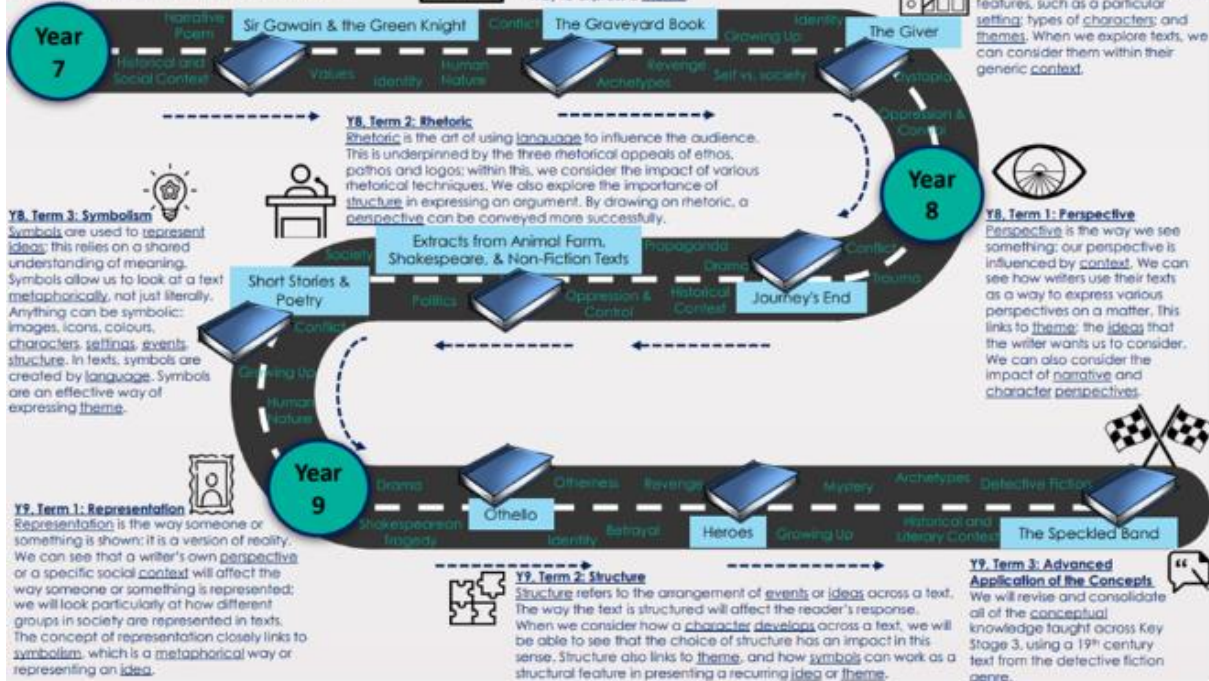 features, such as a particular
setting; types of characters; and
themes. When we explore texts, we
can consider them within their
generic context.
Year
7
Narrative
Poem
Historical and
Social Context
Sir Gawain & the Green Knight
Values
Identity
Human
Nature
Conflict
The Graveyard Book
Archetypes
Revenge
Growing Up
Self vs. society
Identity
The Giver
Dystopia
Oppression &
Control
Year
8
Y8, Term 1: Perspective
Perspective is the way we see
something; our perspective is
influenced by context. We can
see how writers use their texts
as a way to express various
perspectives on a matter. This
links to theme: the ideas that
the writer wants us to consider.
We can also consider the
impact of narrative and
character perspectives.
Conflict
Trauma
Journey's End
Drama
Historical
Context
Propaganda
Y8, Term 2: Rhetoric
Rhetoric is the art of using language to influence the audience.
This is underpinned by the three rhetorical appeals of ethos,
pathos and logos; within this, we consider the impact of various
rhetorical techniques. We also explore the importance of
structure in expressing an argument. By drawing on rhetoric, a
perspective can be conveyed more successfully.
Extracts from Animal Farm,
Shakespeare, & Non-Fiction Texts
Oppression &
Control
Politics
Society
Y8, Term 3: Symbolism
Symbols are used to represent
ideas; this relies on a shared
understanding of meaning.
Symbols allow us to look at a text
metaphorically, not just literally.
Anything can be symbolic:
images, icons, colours,
characters, settings, events,
structure. In texts, symbols are
created by language. Symbols
are an effective way of
expressing theme.
Short Stories &
Poetry
Conflict
Growing Up
Human
Nature
Year
9
Y9, Term 1: Representation
Representation is the way someone or
something is shown: it is a version of reality.
We can see that a writer's own perspective
or a specific social context will affect the
way someone or something is represented;
we will look particularly at how different
groups in society are represented in texts.
The concept of representation closely links to
symbolism, which is a metaphorical way or
representing an idea.
Drama
Shakespearean
Tragedy
Othello
Otherness
Identity
Betrayal
Revenge
Heroes
Growing Up
Mystery
Archetypes
Historical and
Literary Context
Detective Fiction
The Speckled Band
Y9, Term 2: Structure
Structure refers to the arrangement of events or ideas across a text.
The way the text is structured will affect the reader's response.
When we consider how a character develops across a text, we will
be able to see that the choice of structure has an impact in this
sense. Structure also links to theme, and how symbols can work as a
structural feature in presenting a recurring idea or theme.
Y9, Term 3: Advanced
Application of the Concepts
We will revise and consolidate
all of the conceptual
knowledge taught across Key
Stage 3, using a 19th century
text from the detective fiction
genre.